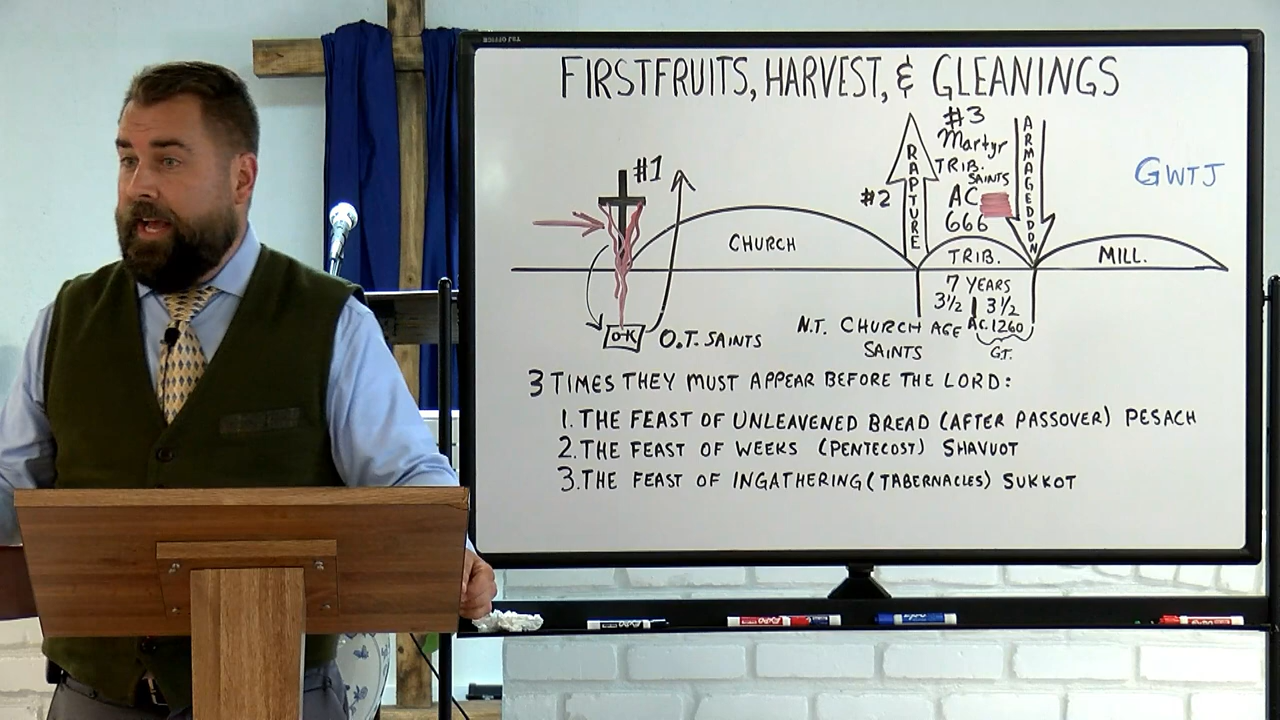 FIRSTFRUITS, HARVEST, & GLEANINGS
#1
#2
RAPTURE
#3
Martyr
TRIB.
SAINTS
AC
666
ARMAGEDDON
GWTJ
CHURCH
TRIB.
MILL.
7 YEARS
3½ | 3½
AC. 1260
G.T.
O.T. SAINTS
N.T. CHURCH AGE
SAINTS
3 TIMES THEY MUST APPEAR BEFORE THE LORD:
1. THE FEAST OF UNLEAVENED BREAD (AFTER PASSOVER) PESACH
2. THE FEAST OF WEEKS (PENTECOST) SHAVUOT
3. THE FEAST OF INGATHERING (TABERNACLES) SUKKOT